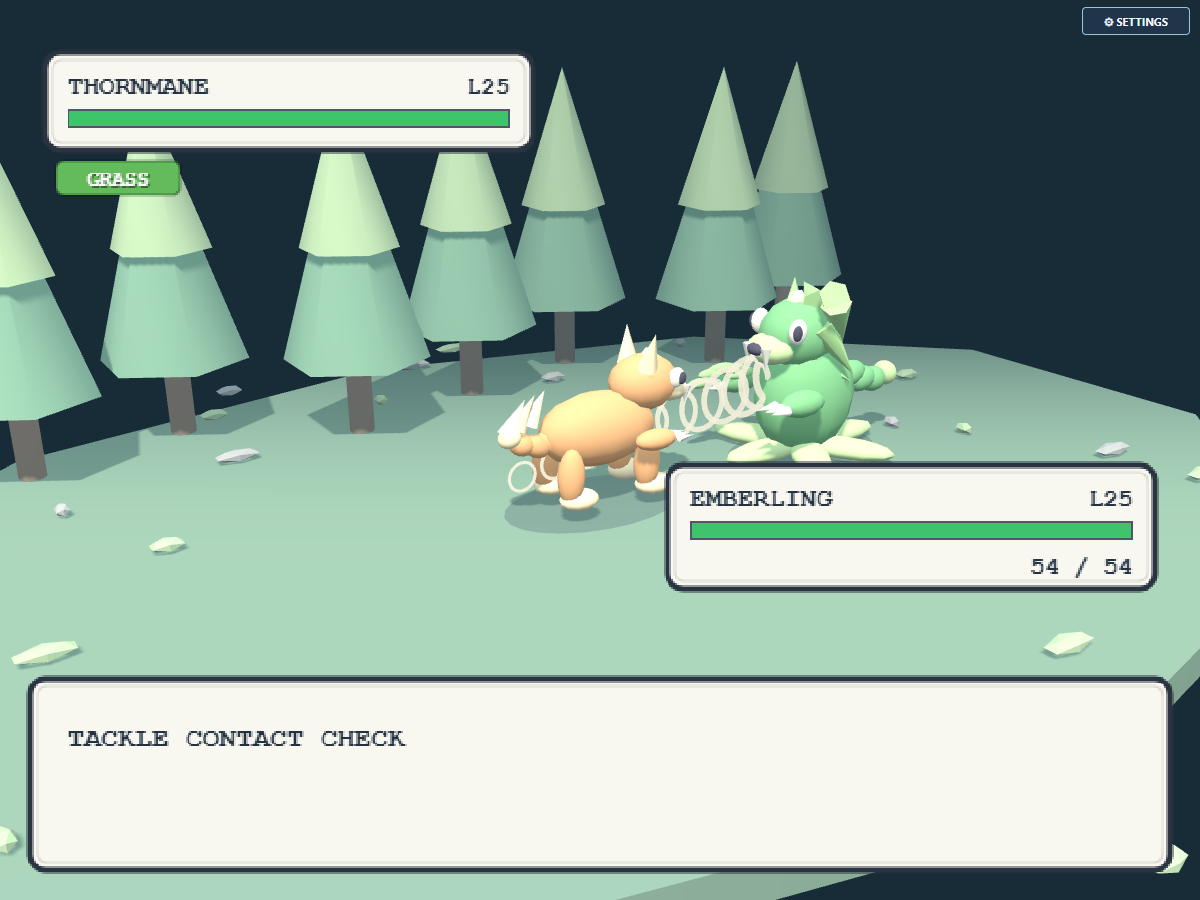 ⚙ SETTINGS
THORNMANE L25
GRASS
EMBERLING L25
54 / 54
TACKLE CONTACT CHECK